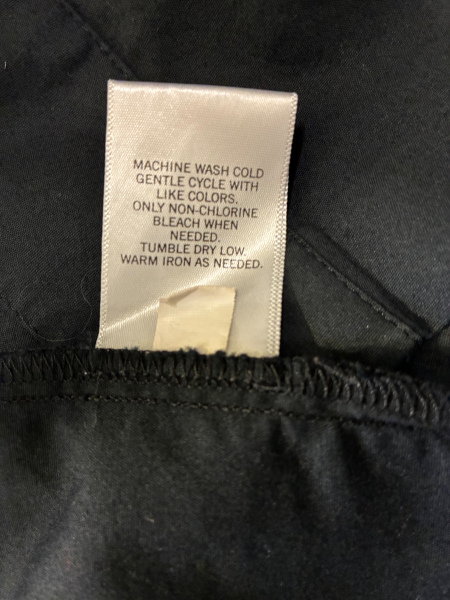 MACHINE WASH COLD
GENTLE CYCLE WITH
LIKE COLORS.
ONLY NON-CHLORINE
BLEACH WHEN
NEEDED.
TUMBLE DRY LOW.
WARM IRON AS NEEDED.